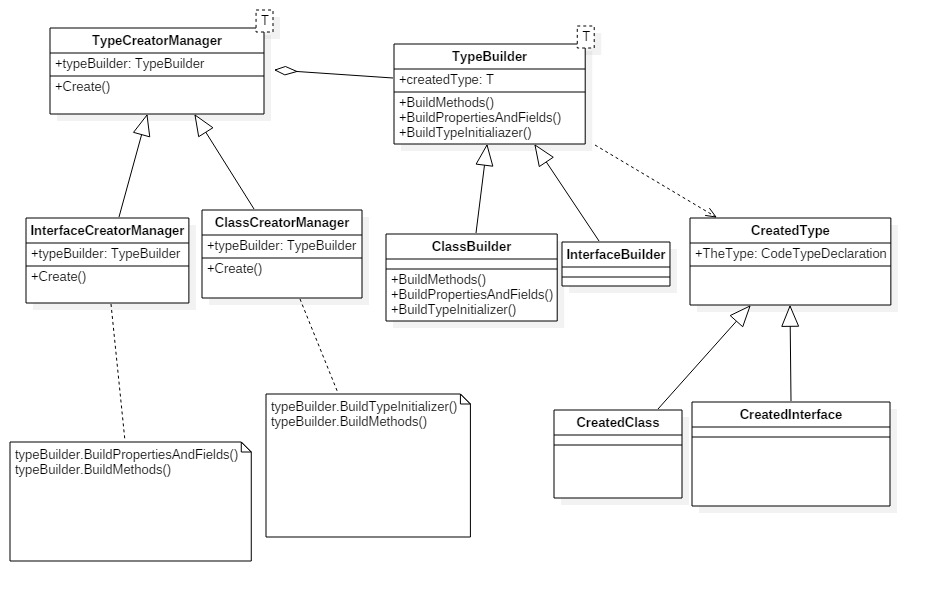 T
TypeCreatorManager
+typeBuilder: TypeBuilder
+Create()
T
TypeBuilder
+createdType: T
+BuildMethods()
+BuildPropertiesAndFields()
+BuildTypeInitialiazer()
InterfaceCreatorManager
+typeBuilder: TypeBuilder
+Create()
ClassCreatorManager
+typeBuilder: TypeBuilder
+Create()
ClassBuilder
+BuildMethods()
+BuildPropertiesAndFields()
+BuildTypeInitializer()
InterfaceBuilder
CreatedType
+TheType: CodeTypeDeclaration
typeBuilder.BuildPropertiesAndFields()
typeBuilder.BuildMethods()
typeBuilder.BuildTypeInitializer()
typeBuilder.BuildMethods()
CreatedClass
CreatedInterface